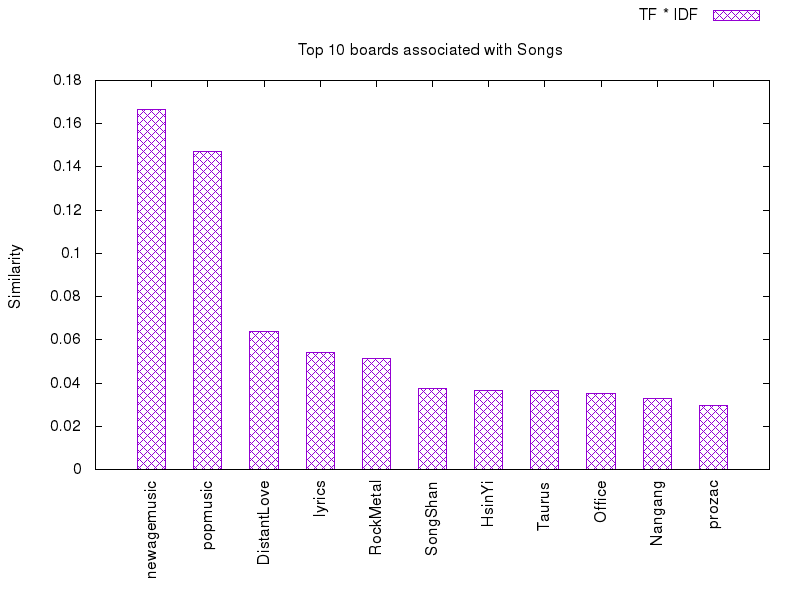 TF * IDF
Top 10 boards associated with Songs
Similarity
0.18
0.16
0.14
0.12
0.1
0.08
0.06
0.04
0.02
0
newagemusic
popmusic
DistantLove
lyrics
RockMetal
SongShan
HsinYi
Taurus
Office
Nangang
prozac